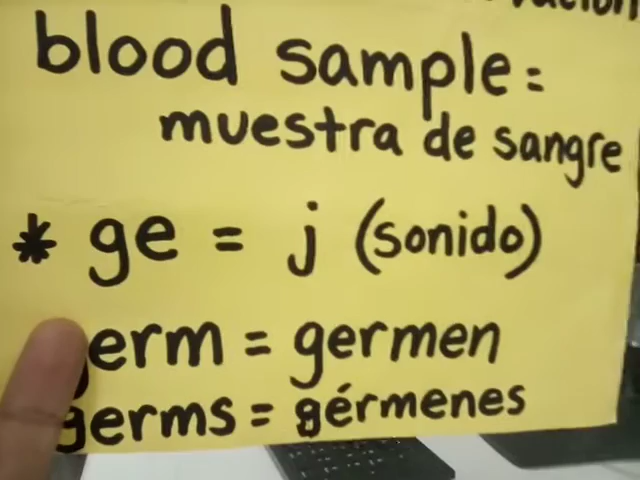 blood sample =
muestra de sangre
* ge = j (sonido)
germ = germen
germs = gérmenes